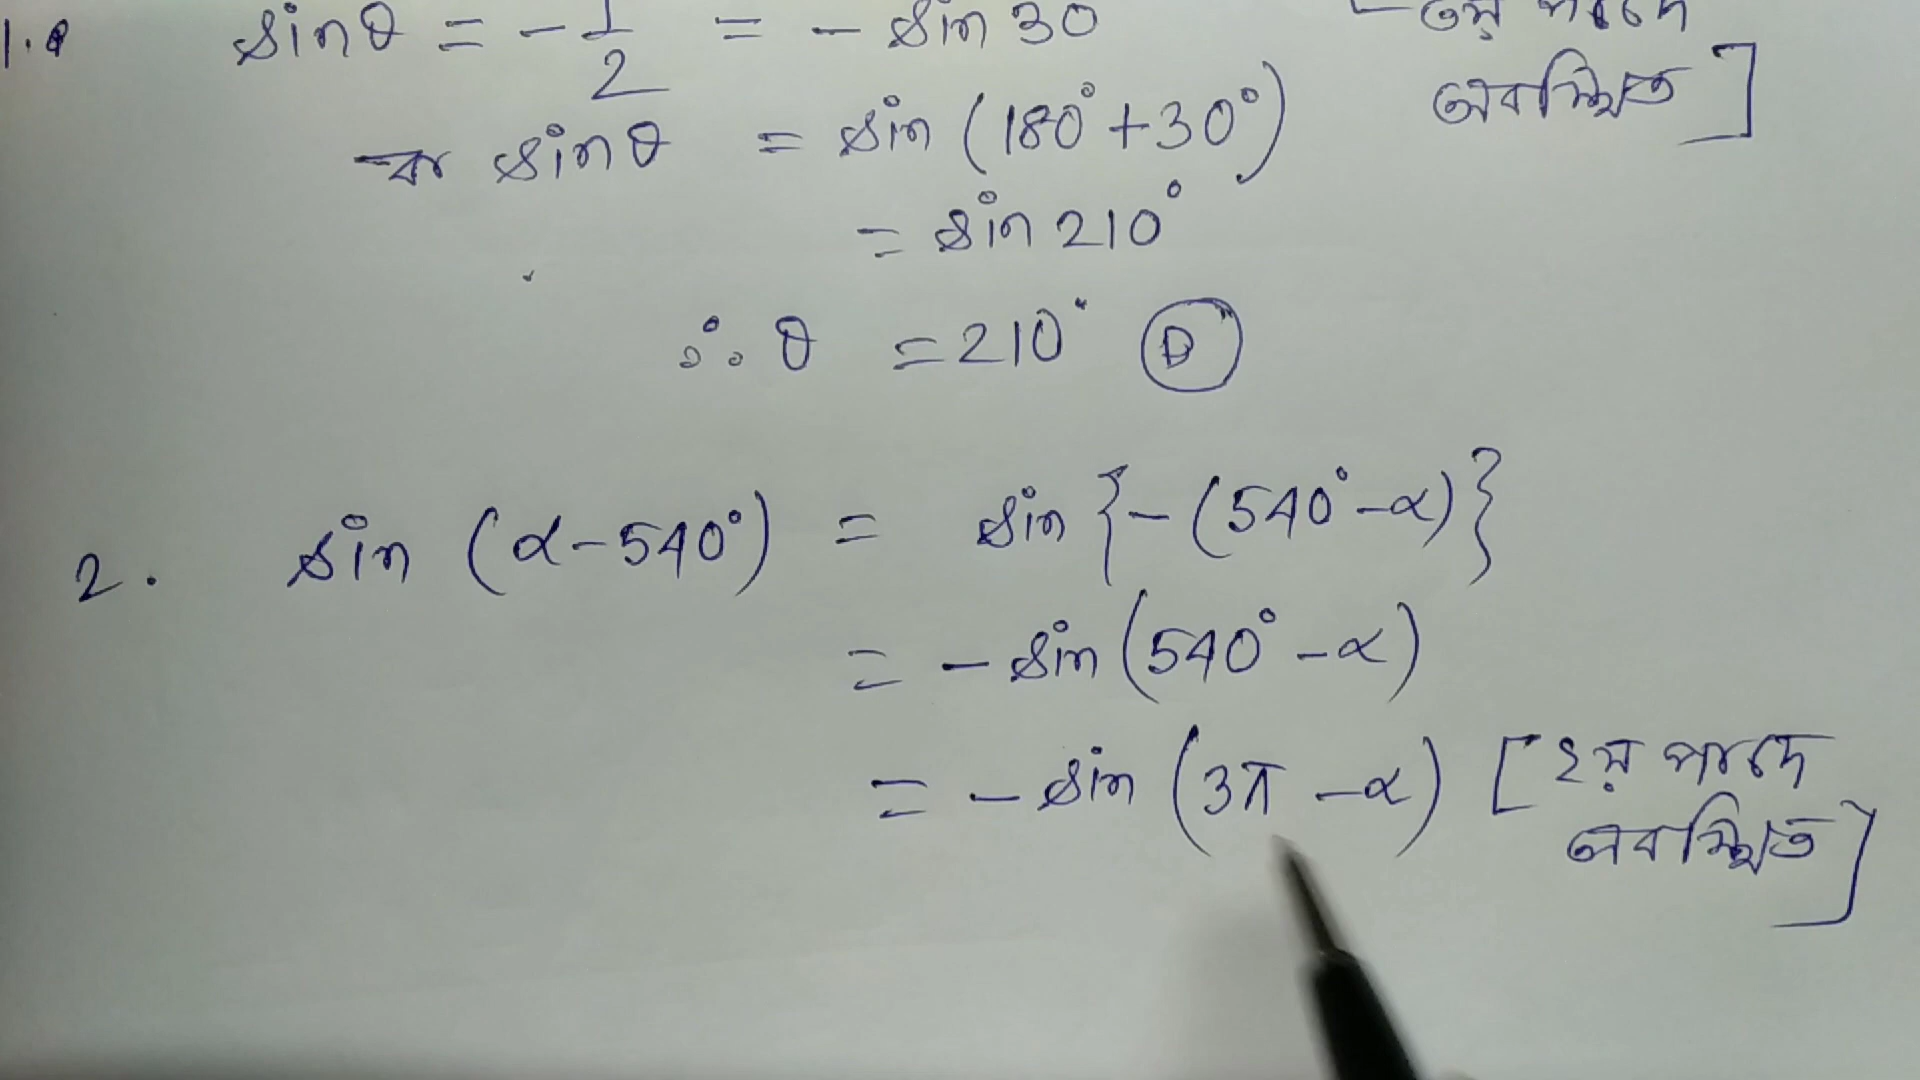 1. sinθ = -1/2 = - sin 30 [৩য় পাদে
অবস্থিত]
বা sinθ = sin (180° + 30°)
= sin 210°
∴ θ = 210° (D)
2. sin (α - 540°) = sin {- (540° - α)}
= - sin (540° - α)
= - sin (3π - α) [২য় পাদে
অবস্থিত]